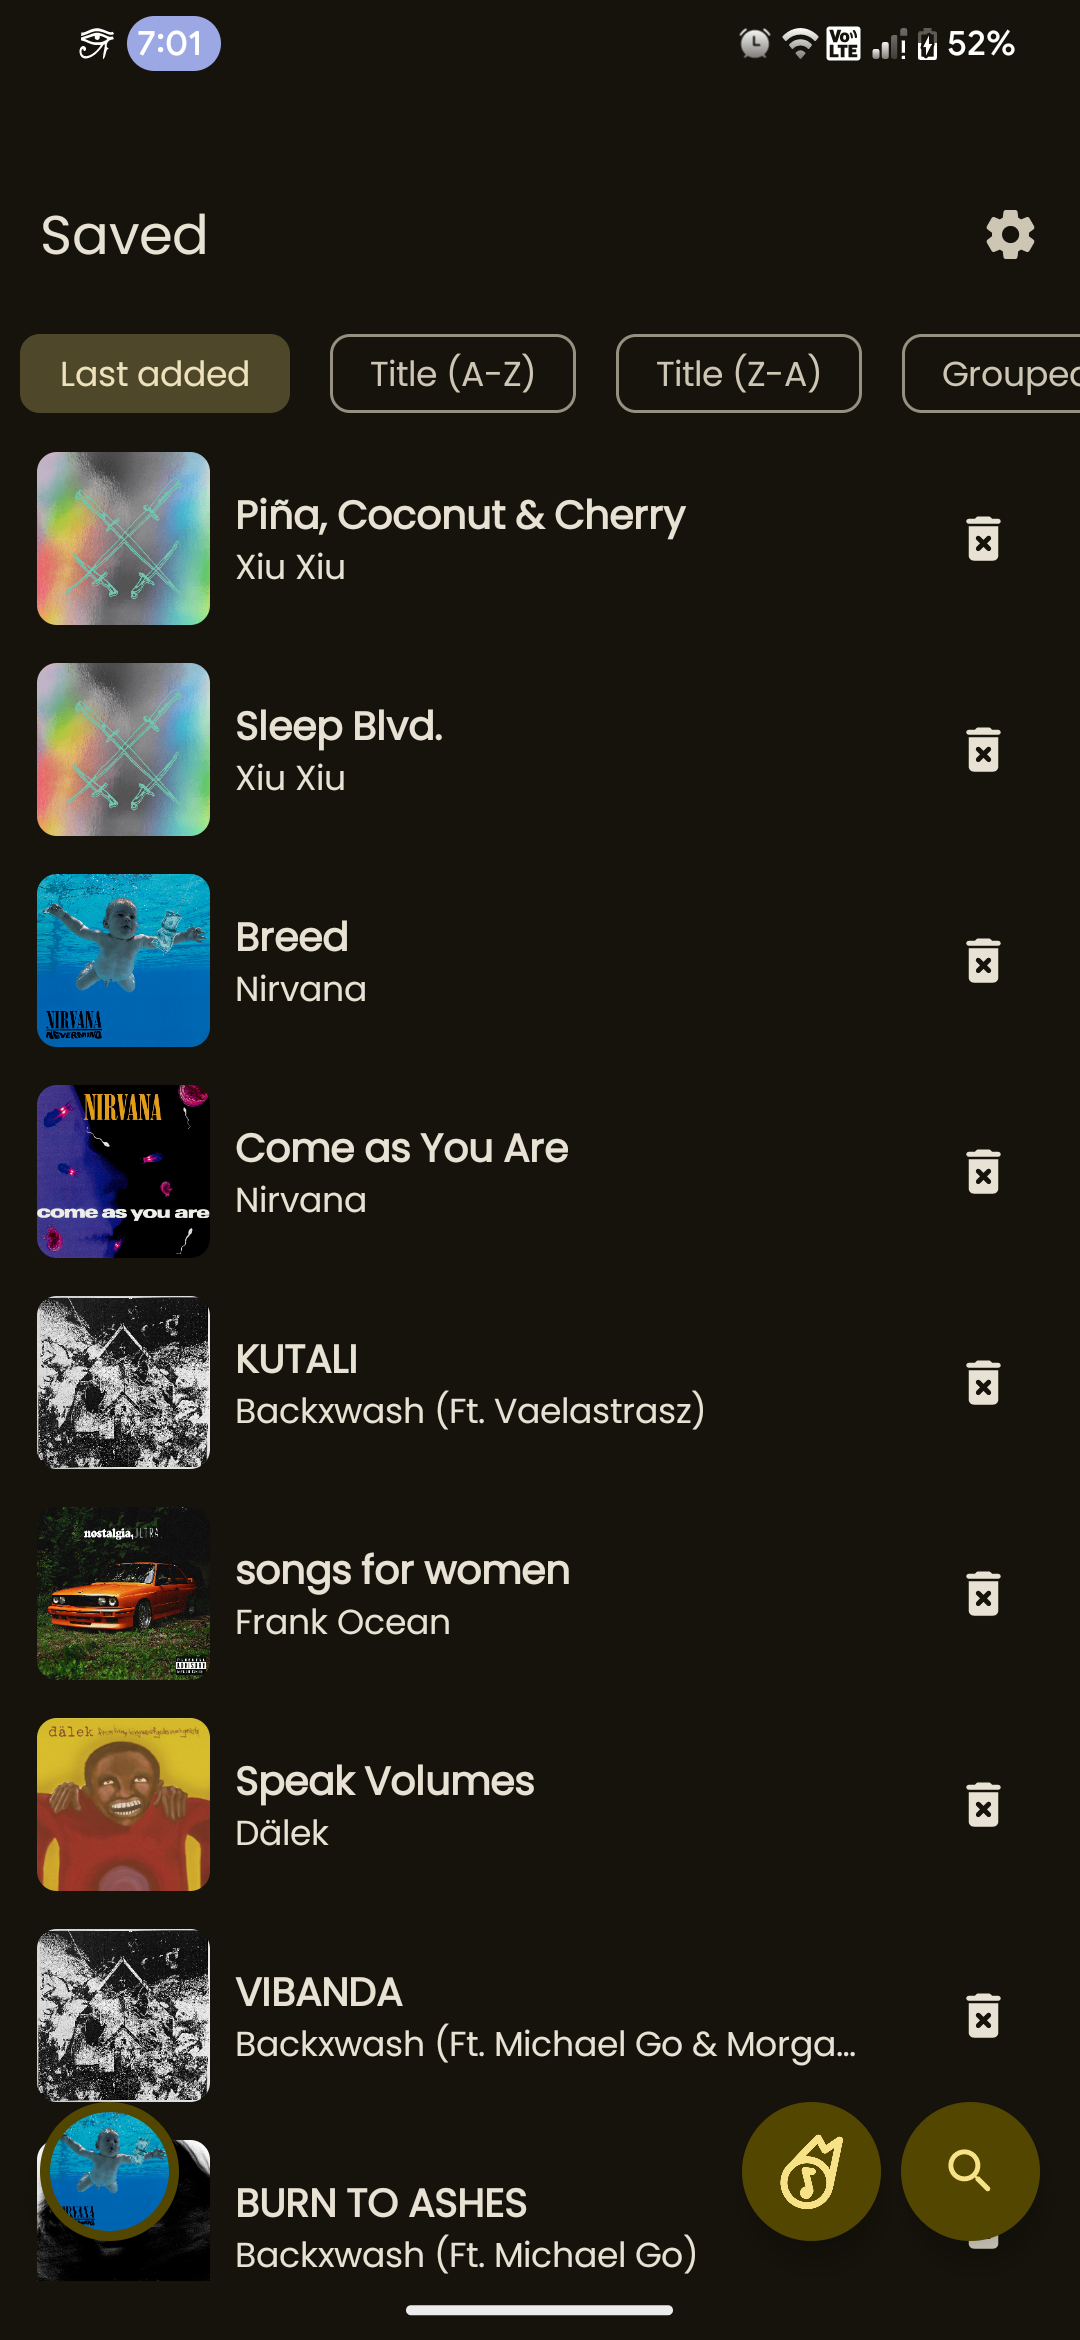 7:01
Vo))
LTE
52%
Saved
Last added
Title (A-Z)
Title (Z-A)
Grouped
Piña, Coconut & Cherry
Xiu Xiu
Sleep Blvd.
Xiu Xiu
NIRVANA
NEVERMIND
Breed
Nirvana
NIRVANA
come as you are
Come as You Are
Nirvana
KUTALI
Backxwash (Ft. Vaelastrasz)
nostalgia, ULTRA
songs for women
Frank Ocean
dälek
Speak Volumes
Dälek
VIBANDA
Backxwash (Ft. Michael Go & Morga...
BURN TO ASHES
Backxwash (Ft. Michael Go)